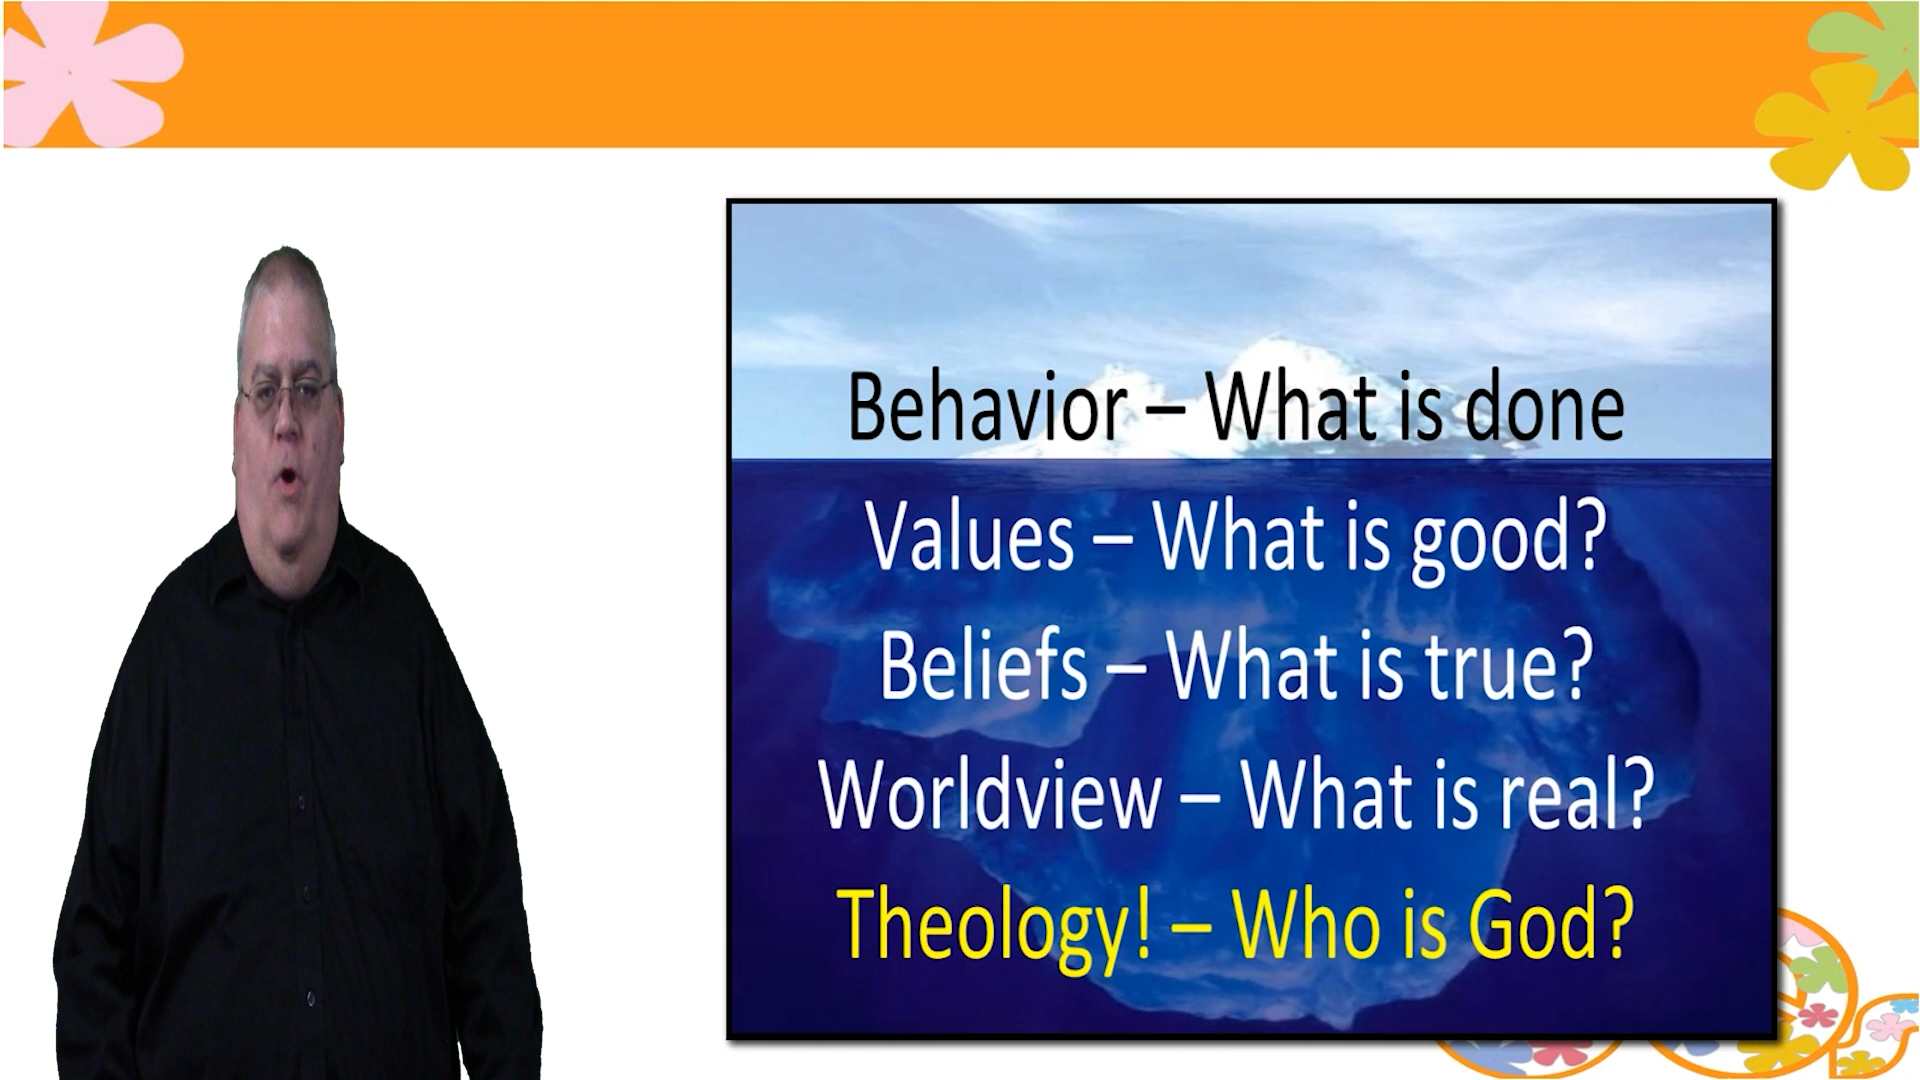 Behavior – What is done
Values – What is good?
Beliefs – What is true?
Worldview – What is real?
Theology! – Who is God?